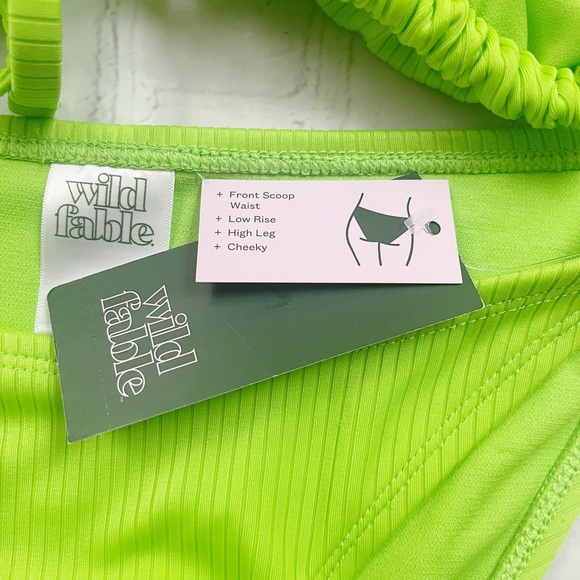 wild
fable.
+ Front Scoop
Waist
+ Low Rise
+ High Leg
+ Cheeky
wild
fable.